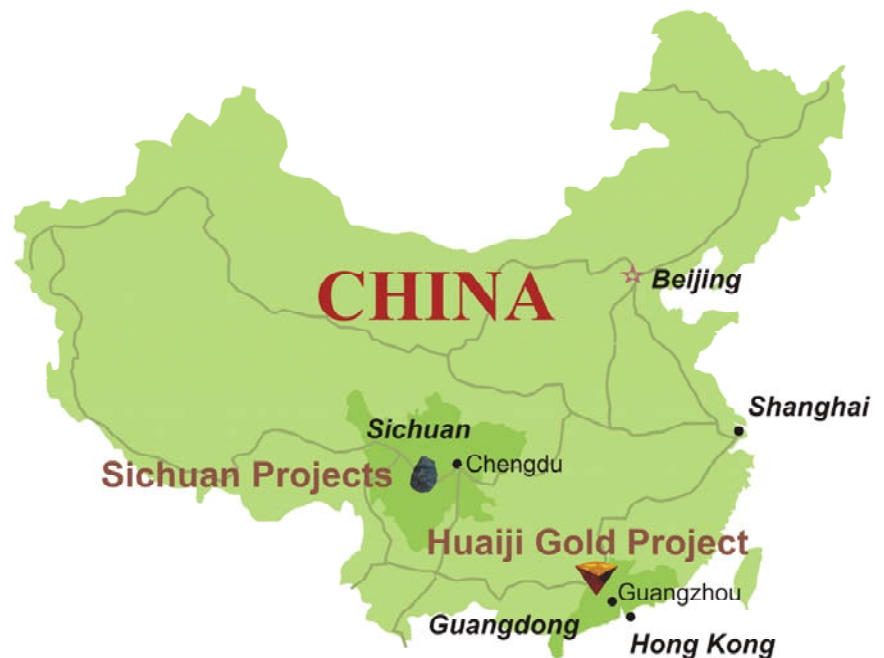 CHINA
Beijing
Shanghai
Sichuan
Chengdu
Sichuan Projects
Huaiji Gold Project
Guangzhou
Guangdong
Hong Kong